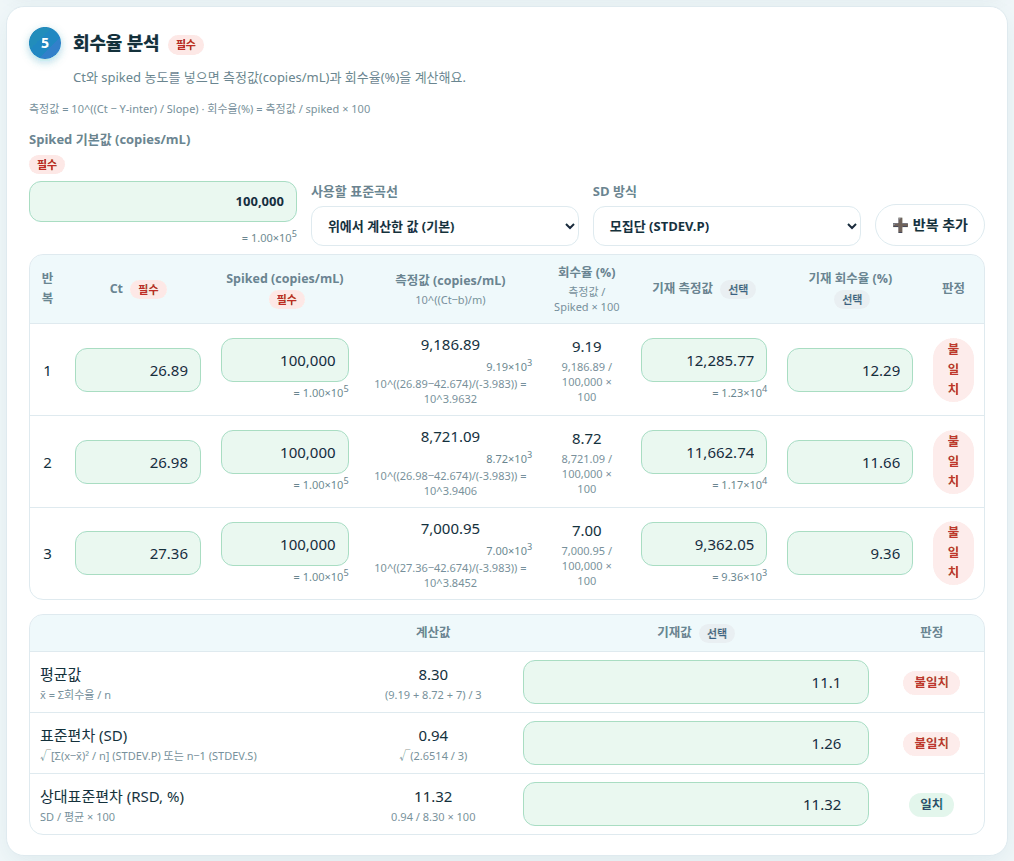 5 회수율 분석 필수
Ct와 spiked 농도를 넣으면 측정값(copies/mL)과 회수율(%)을 계산해요.
측정값 = 10^((Ct − Y-inter) / Slope) · 회수율(%) = 측정값 / spiked × 100
Spiked 기본값 (copies/mL)
필수
사용할 표준곡선 SD 방식
100,000 위에서 계산한 값 (기본) 모집단 (STDEV.P) ➕ 반복 추가
= 1.00×10⁵
반복 Ct 필수 Spiked (copies/mL) 필수 측정값 (copies/mL) 10^((Ct−b)/m) 회수율 (%) 측정값 / Spiked × 100 기재 측정값 선택 기재 회수율 (%) 선택 판정
1 26.89 100,000 9,186.89 9.19 12,285.77 12.29 불일치
= 1.00×10⁵ 9.19×10³ 9,186.89 / 100,000 × 100 = 1.23×10⁴
10^((26.89−42.674)/(-3.983)) = 10^3.9632
2 26.98 100,000 8,721.09 8.72 11,662.74 11.66 불일치
= 1.00×10⁵ 8.72×10³ 8,721.09 / 100,000 × 100 = 1.17×10⁴
10^((26.98−42.674)/(-3.983)) = 10^3.9406
3 27.36 100,000 7,000.95 7.00 9,362.05 9.36 불일치
= 1.00×10⁵ 7.00×10³ 7,000.95 / 100,000 × 100 = 9.36×10³
10^((27.36−42.674)/(-3.983)) = 10^3.8452
계산값 기재값 선택 판정
평균값 8.30 11.1 불일치
x̄ = Σ회수율 / n (9.19 + 8.72 + 7) / 3
표준편차 (SD) 0.94 1.26 불일치
√[Σ(x−x̄)² / n] (STDEV.P) 또는 n−1 (STDEV.S) √(2.6514 / 3)
상대표준편차 (RSD, %) 11.32 11.32 일치
SD / 평균 × 100 0.94 / 8.30 × 100